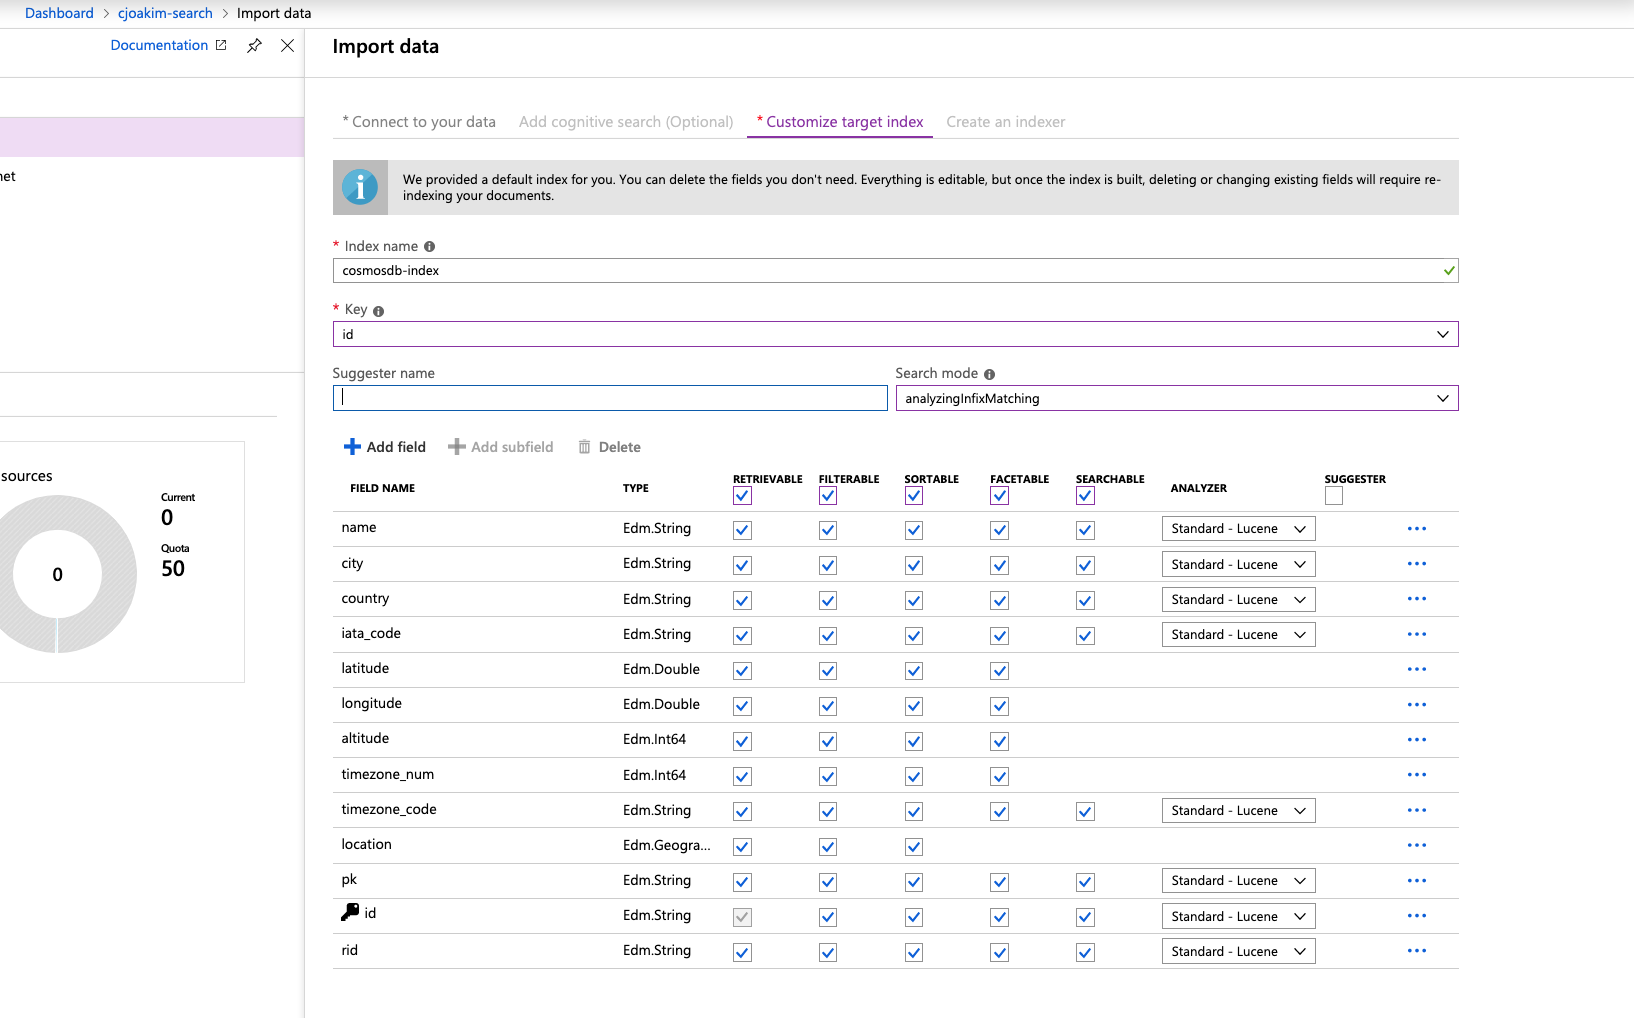 Dashboard > cjoakim-search > Import data
Documentation
net
sources
0
Current
0
Quota
50
Import data
* Connect to your data
Add cognitive search (Optional)
* Customize target index
Create an indexer
We provided a default index for you. You can delete the fields you don't need. Everything is editable, but once the index is built, deleting or changing existing fields will require re-
indexing your documents.
* Index name
cosmosdb-index
* Key
id
Suggester name
Search mode
analyzingInfixMatching
Add field Add subfield Delete
FIELD NAME TYPE RETRIEVABLE FILTERABLE SORTABLE FACETABLE SEARCHABLE ANALYZER SUGGESTER
name Edm.String Standard - Lucene
city Edm.String Standard - Lucene
country Edm.String Standard - Lucene
iata_code Edm.String Standard - Lucene
latitude Edm.Double
longitude Edm.Double
altitude Edm.Int64
timezone_num Edm.Int64
timezone_code Edm.String Standard - Lucene
location Edm.Geogra...
pk Edm.String Standard - Lucene
id Edm.String Standard - Lucene
rid Edm.String Standard - Lucene